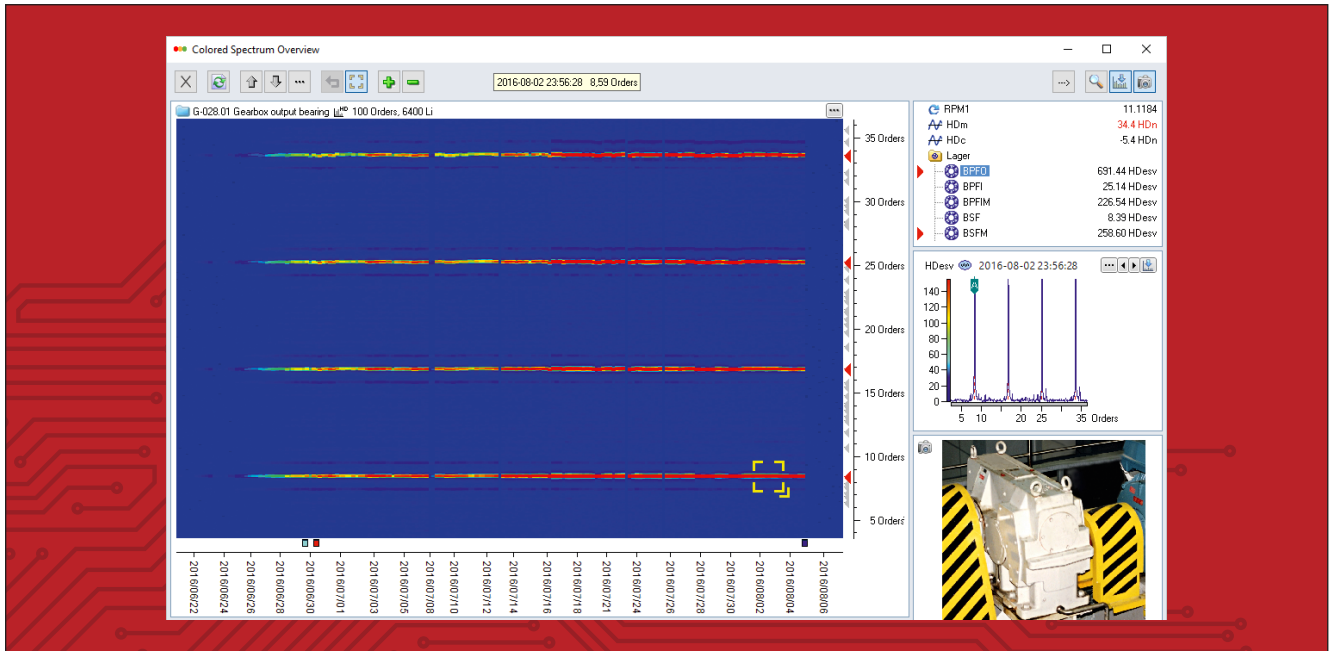 Colored Spectrum Overview
2016-08-02 23:56:28 8,59 Orders
G-028.01 Gearbox output bearing HD 100 Orders, 6400 Li
35 Orders
30 Orders
25 Orders
20 Orders
15 Orders
10 Orders
5 Orders
2016/06/22
2016/06/24
2016/06/26
2016/06/28
2016/06/30
2016/07/01
2016/07/03
2016/07/05
2016/07/08
2016/07/10
2016/07/12
2016/07/14
2016/07/16
2016/07/18
2016/07/21
2016/07/24
2016/07/26
2016/07/28
2016/07/30
2016/08/02
2016/08/04
2016/08/06
RPM1 11.1184
HDm 34.4 HDn
HDc -5.4 HDn
Lager
BPFO 691.44 HDesv
BPFI 25.14 HDesv
BPFIM 226.54 HDesv
BSF 8.39 HDesv
BSFM 258.60 HDesv
HDesv 2016-08-02 23:56:28
A
140
120
100
80
60
40
20
0
5 10 20 25 35 Orders